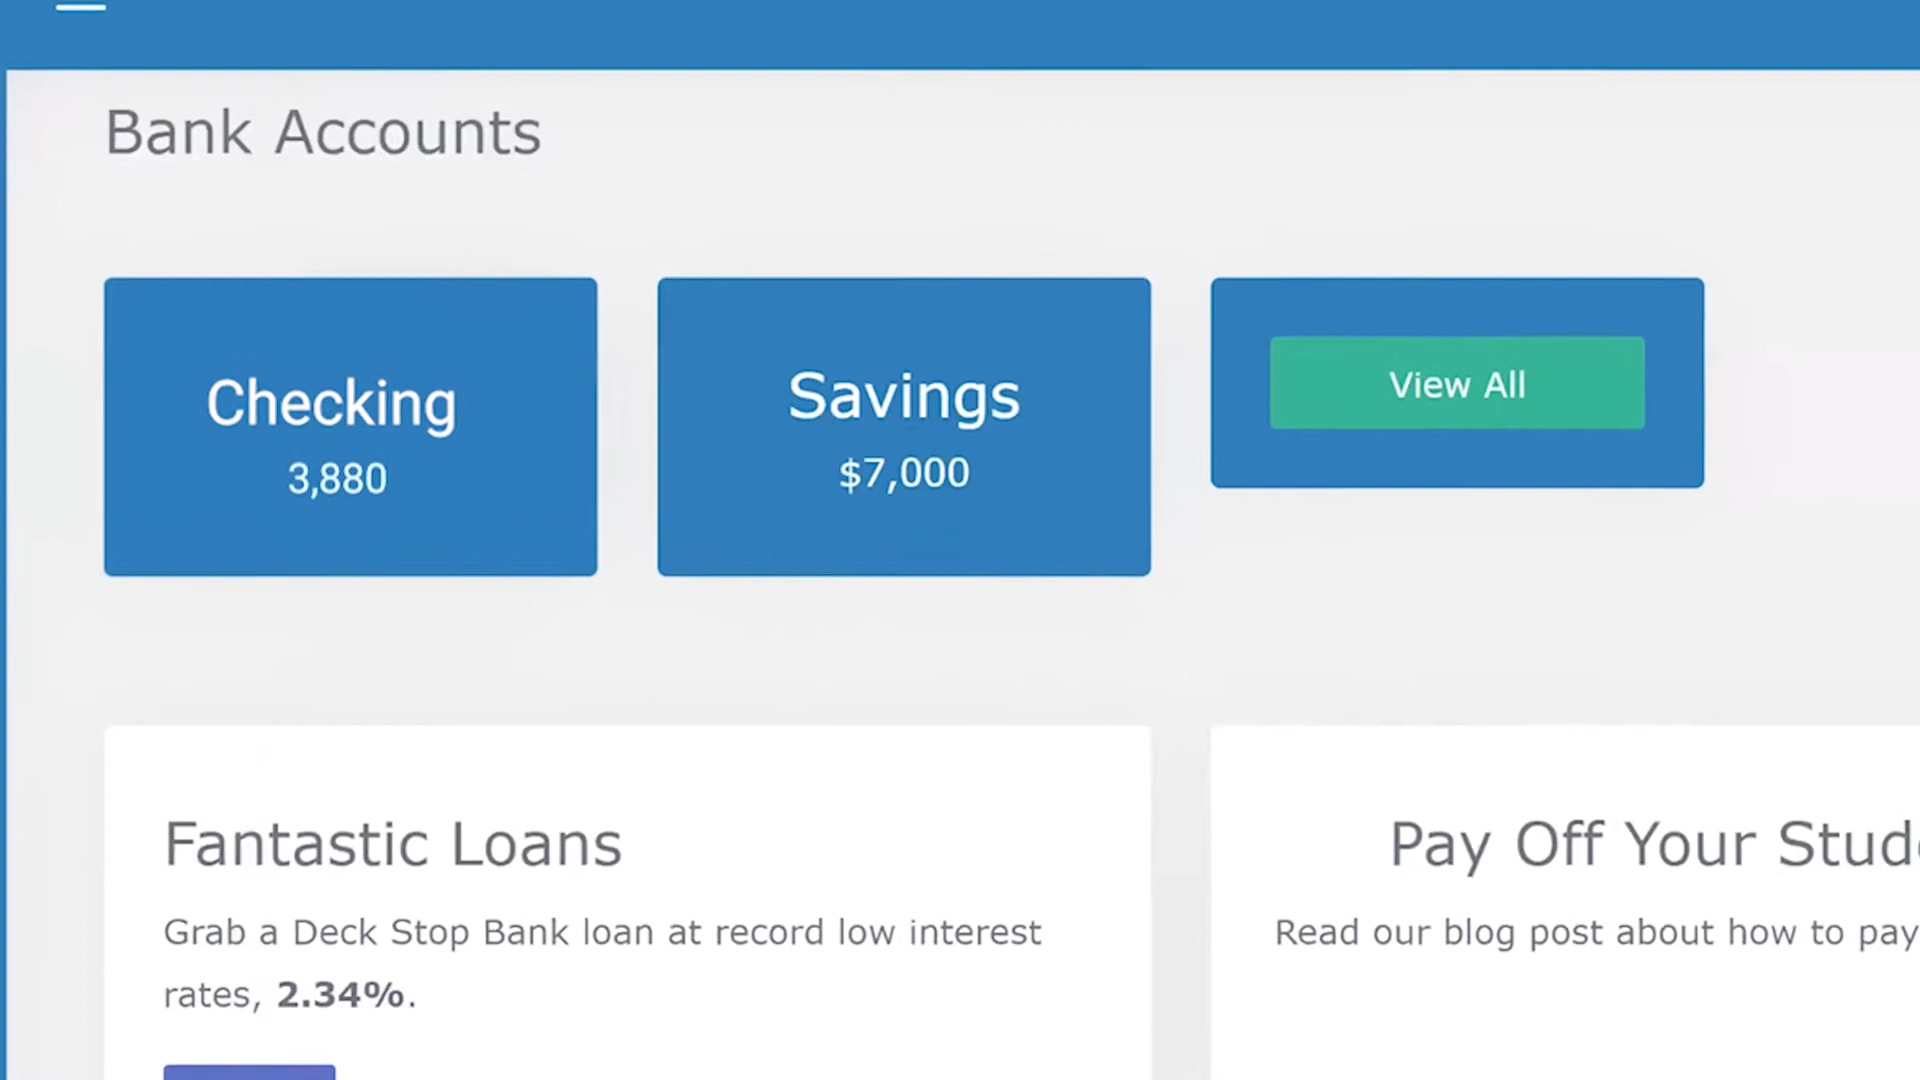 Bank Accounts
Checking
3,880
Savings
$7,000
View All
Fantastic Loans
Grab a Deck Stop Bank loan at record low interest
rates, 2.34%.
Pay Off Your
Read our blog post about how to pay